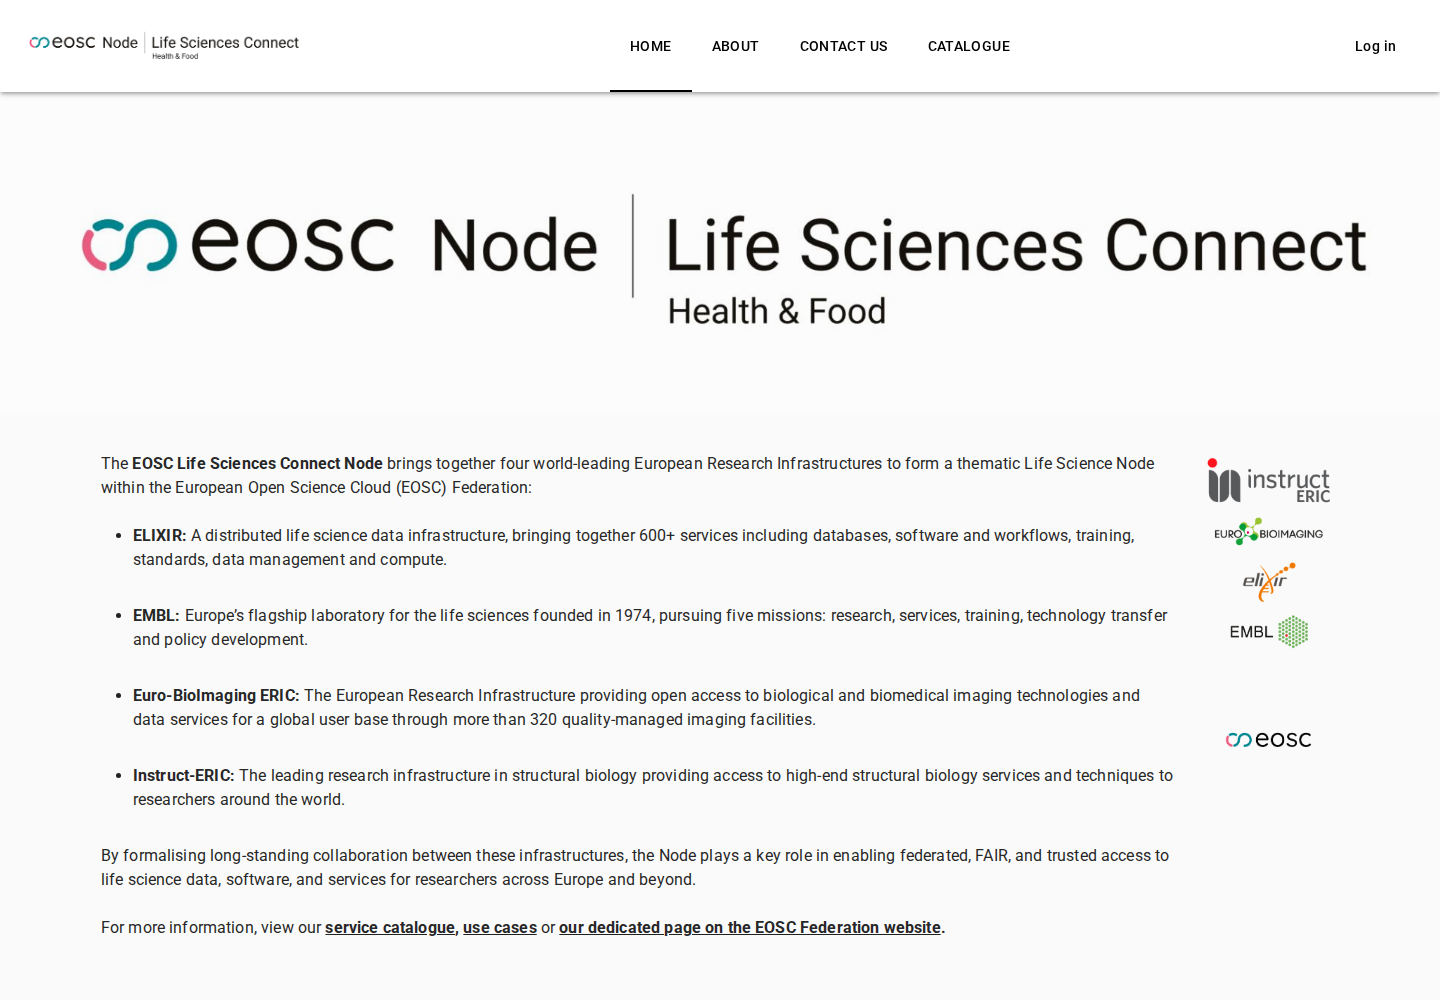 eosc Node | Life Sciences Connect
Health & Food
HOME
ABOUT
CONTACT US
CATALOGUE
Log in
eosc Node | Life Sciences Connect
Health & Food
The EOSC Life Sciences Connect Node brings together four world-leading European Research Infrastructures to form a thematic Life Science Node
within the European Open Science Cloud (EOSC) Federation:
• ELIXIR: A distributed life science data infrastructure, bringing together 600+ services including databases, software and workflows, training,
standards, data management and compute.
• EMBL: Europe’s flagship laboratory for the life sciences founded in 1974, pursuing five missions: research, services, training, technology transfer
and policy development.
• Euro-BioImaging ERIC: The European Research Infrastructure providing open access to biological and biomedical imaging technologies and
data services for a global user base through more than 320 quality-managed imaging facilities.
• Instruct-ERIC: The leading research infrastructure in structural biology providing access to high-end structural biology services and techniques to
researchers around the world.
By formalising long-standing collaboration between these infrastructures, the Node plays a key role in enabling federated, FAIR, and trusted access to
life science data, software, and services for researchers across Europe and beyond.
For more information, view our service catalogue, use cases or our dedicated page on the EOSC Federation website.
instruct
ERIC
EURO BIOIMAGING
elixir
EMBL
eosc